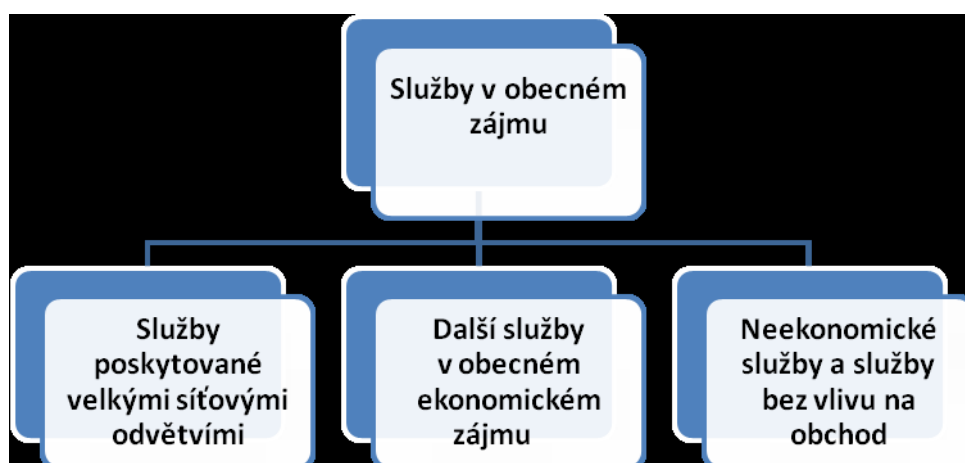 Služby v obecném
zájmu
Služby
poskytované
velkými síťovými
odvětvími
Další služby
v obecném
ekonomickém
zájmu
Neekonomické
služby a služby
bez vlivu na
obchod